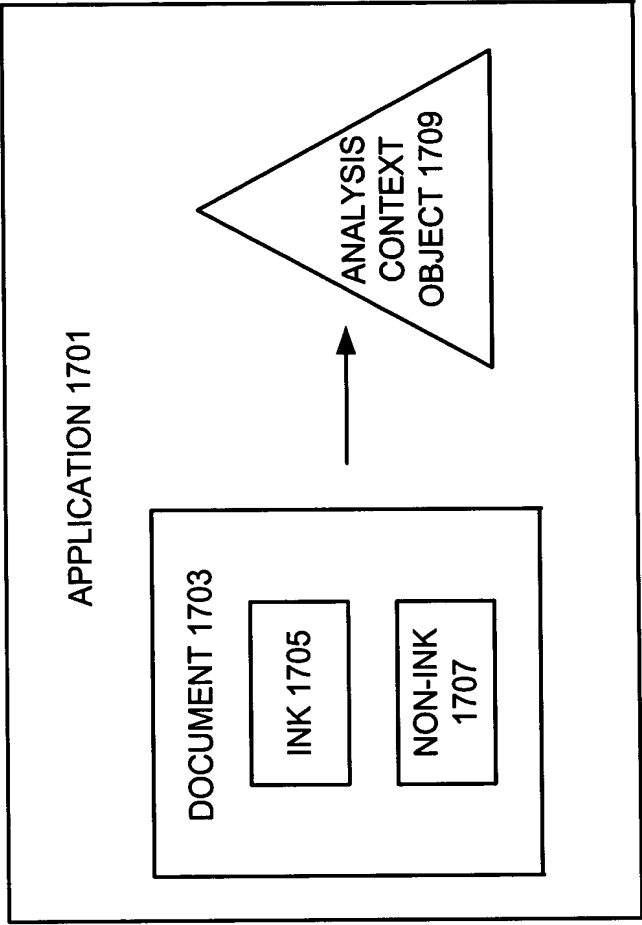 APPLICATION 1701
DOCUMENT 1703
INK 1705
NON-INK
1707
ANALYSIS
CONTEXT
OBJECT 1709